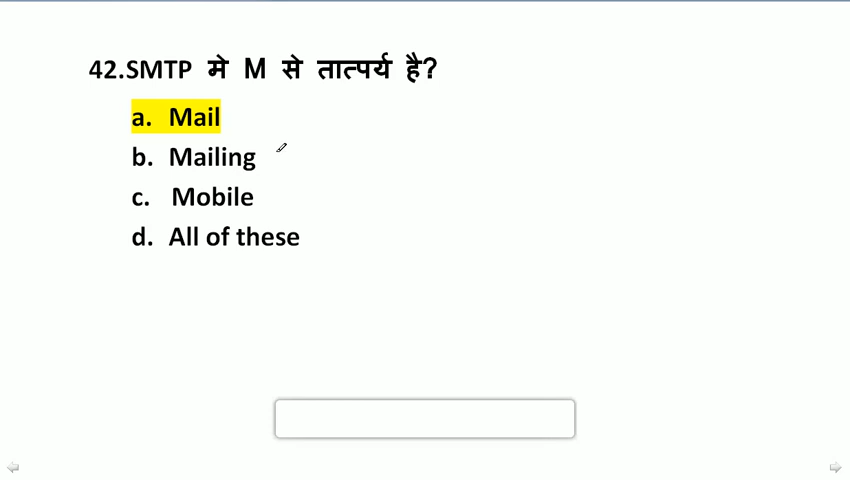 42.SMTP मे M से तात्पर्य है?
a. Mail
b. Mailing
c. Mobile
d. All of these